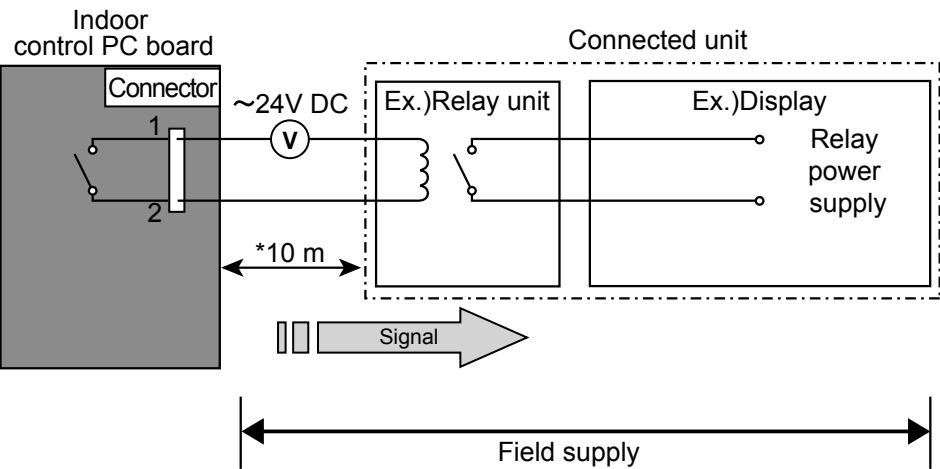 Indoor
control PC board
Connector
1
2
～24V DC
V
*10 m
Connected unit
Ex.)Relay unit
Ex.)Display
Relay
power
supply
Signal
Field supply